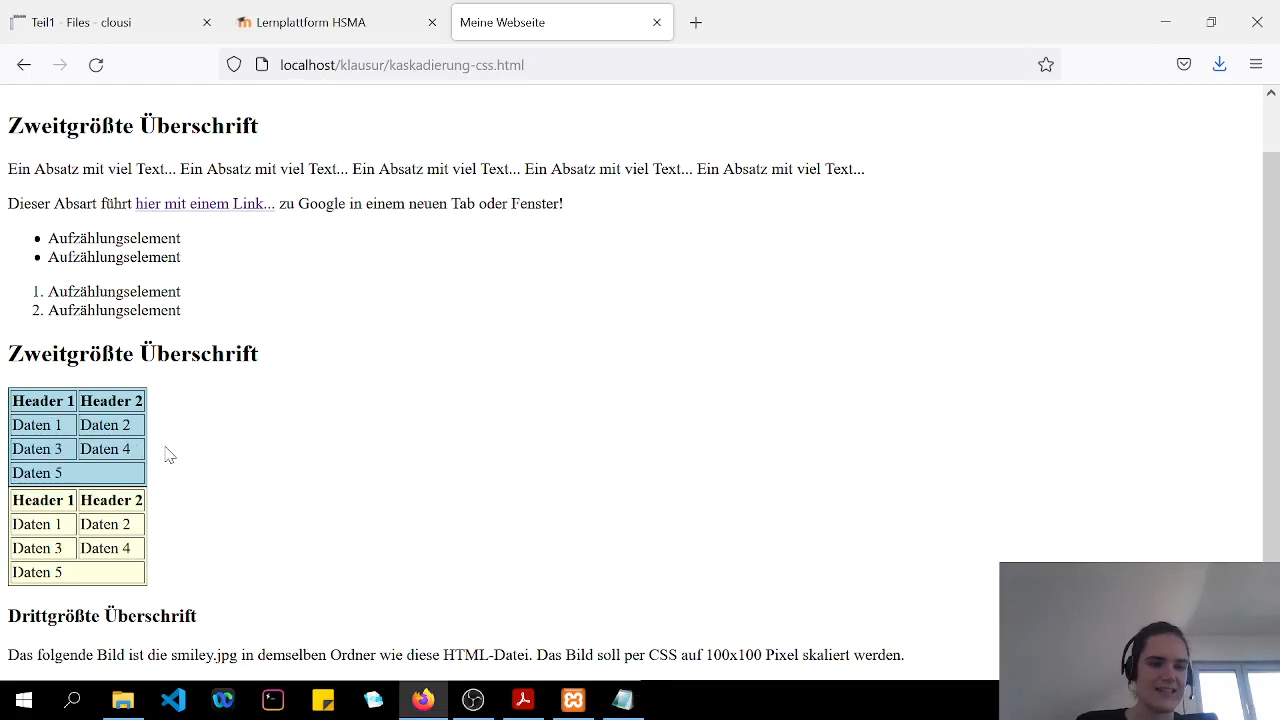 Teil1 - Files - clousi
Lernplattform HSMA
Meine Webseite
localhost/klausur/kaskadierung-css.html
Zweitgrößte Überschrift
Ein Absatz mit viel Text... Ein Absatz mit viel Text... Ein Absatz mit viel Text... Ein Absatz mit viel Text... Ein Absatz mit viel Text...
Dieser Absart führt hier mit einem Link... zu Google in einem neuen Tab oder Fenster!
• Aufzählungselement
• Aufzählungselement
1. Aufzählungselement
2. Aufzählungselement
Zweitgrößte Überschrift
Header 1 Header 2
Daten 1 Daten 2
Daten 3 Daten 4
Daten 5
Header 1 Header 2
Daten 1 Daten 2
Daten 3 Daten 4
Daten 5
Drittgrößte Überschrift
Das folgende Bild ist die smiley.jpg in demselben Ordner wie diese HTML-Datei. Das Bild soll per CSS auf 100x100 Pixel skaliert werden.